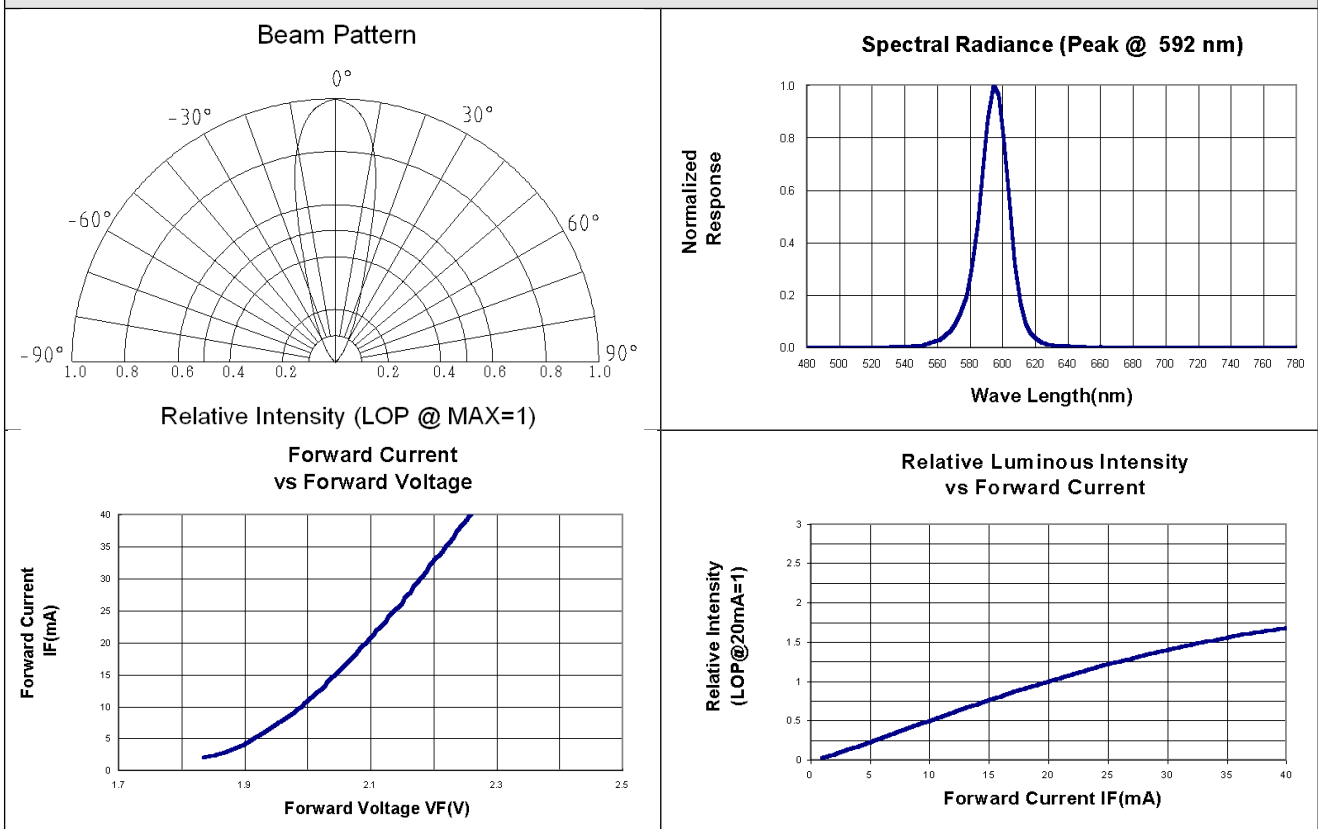 Beam Pattern
0°
-30° 30°
-60° 60°
-90° 90°
1.0 0.8 0.6 0.4 0.2 0.2 0.4 0.6 0.8 1.0
Relative Intensity (LOP @ MAX=1)
Spectral Radiance (Peak @ 592 nm)
Normalized
Response
1.0
0.8
0.6
0.4
0.2
0.0
480 500 520 540 560 580 600 620 640 660 680 700 720 740 760 780
Wave Length(nm)
Forward Current
vs Forward Voltage
Forward Current
IF(mA)
40
35
30
25
20
15
10
5
0
1.7 1.9 2.1 2.3 2.5
Forward Voltage VF(V)
Relative Luminous Intensity
vs Forward Current
Relative Intensity
(LOP@20mA=1)
3
2.5
2
1.5
1
0.5
0
0 5 10 15 20 25 30 35 40
Forward Current IF(mA)